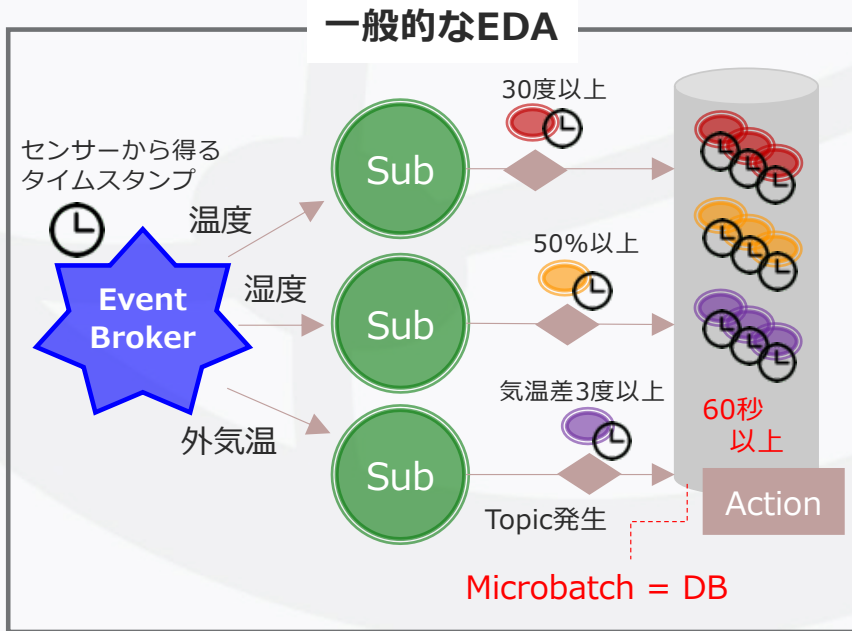 一般的なEDA
センサーから得る
タイムスタンプ
温度
湿度
外気温
Event
Broker
Sub
Sub
Sub
30度以上
50%以上
気温差3度以上
Topic発生
60秒
以上
Action
Microbatch = DB